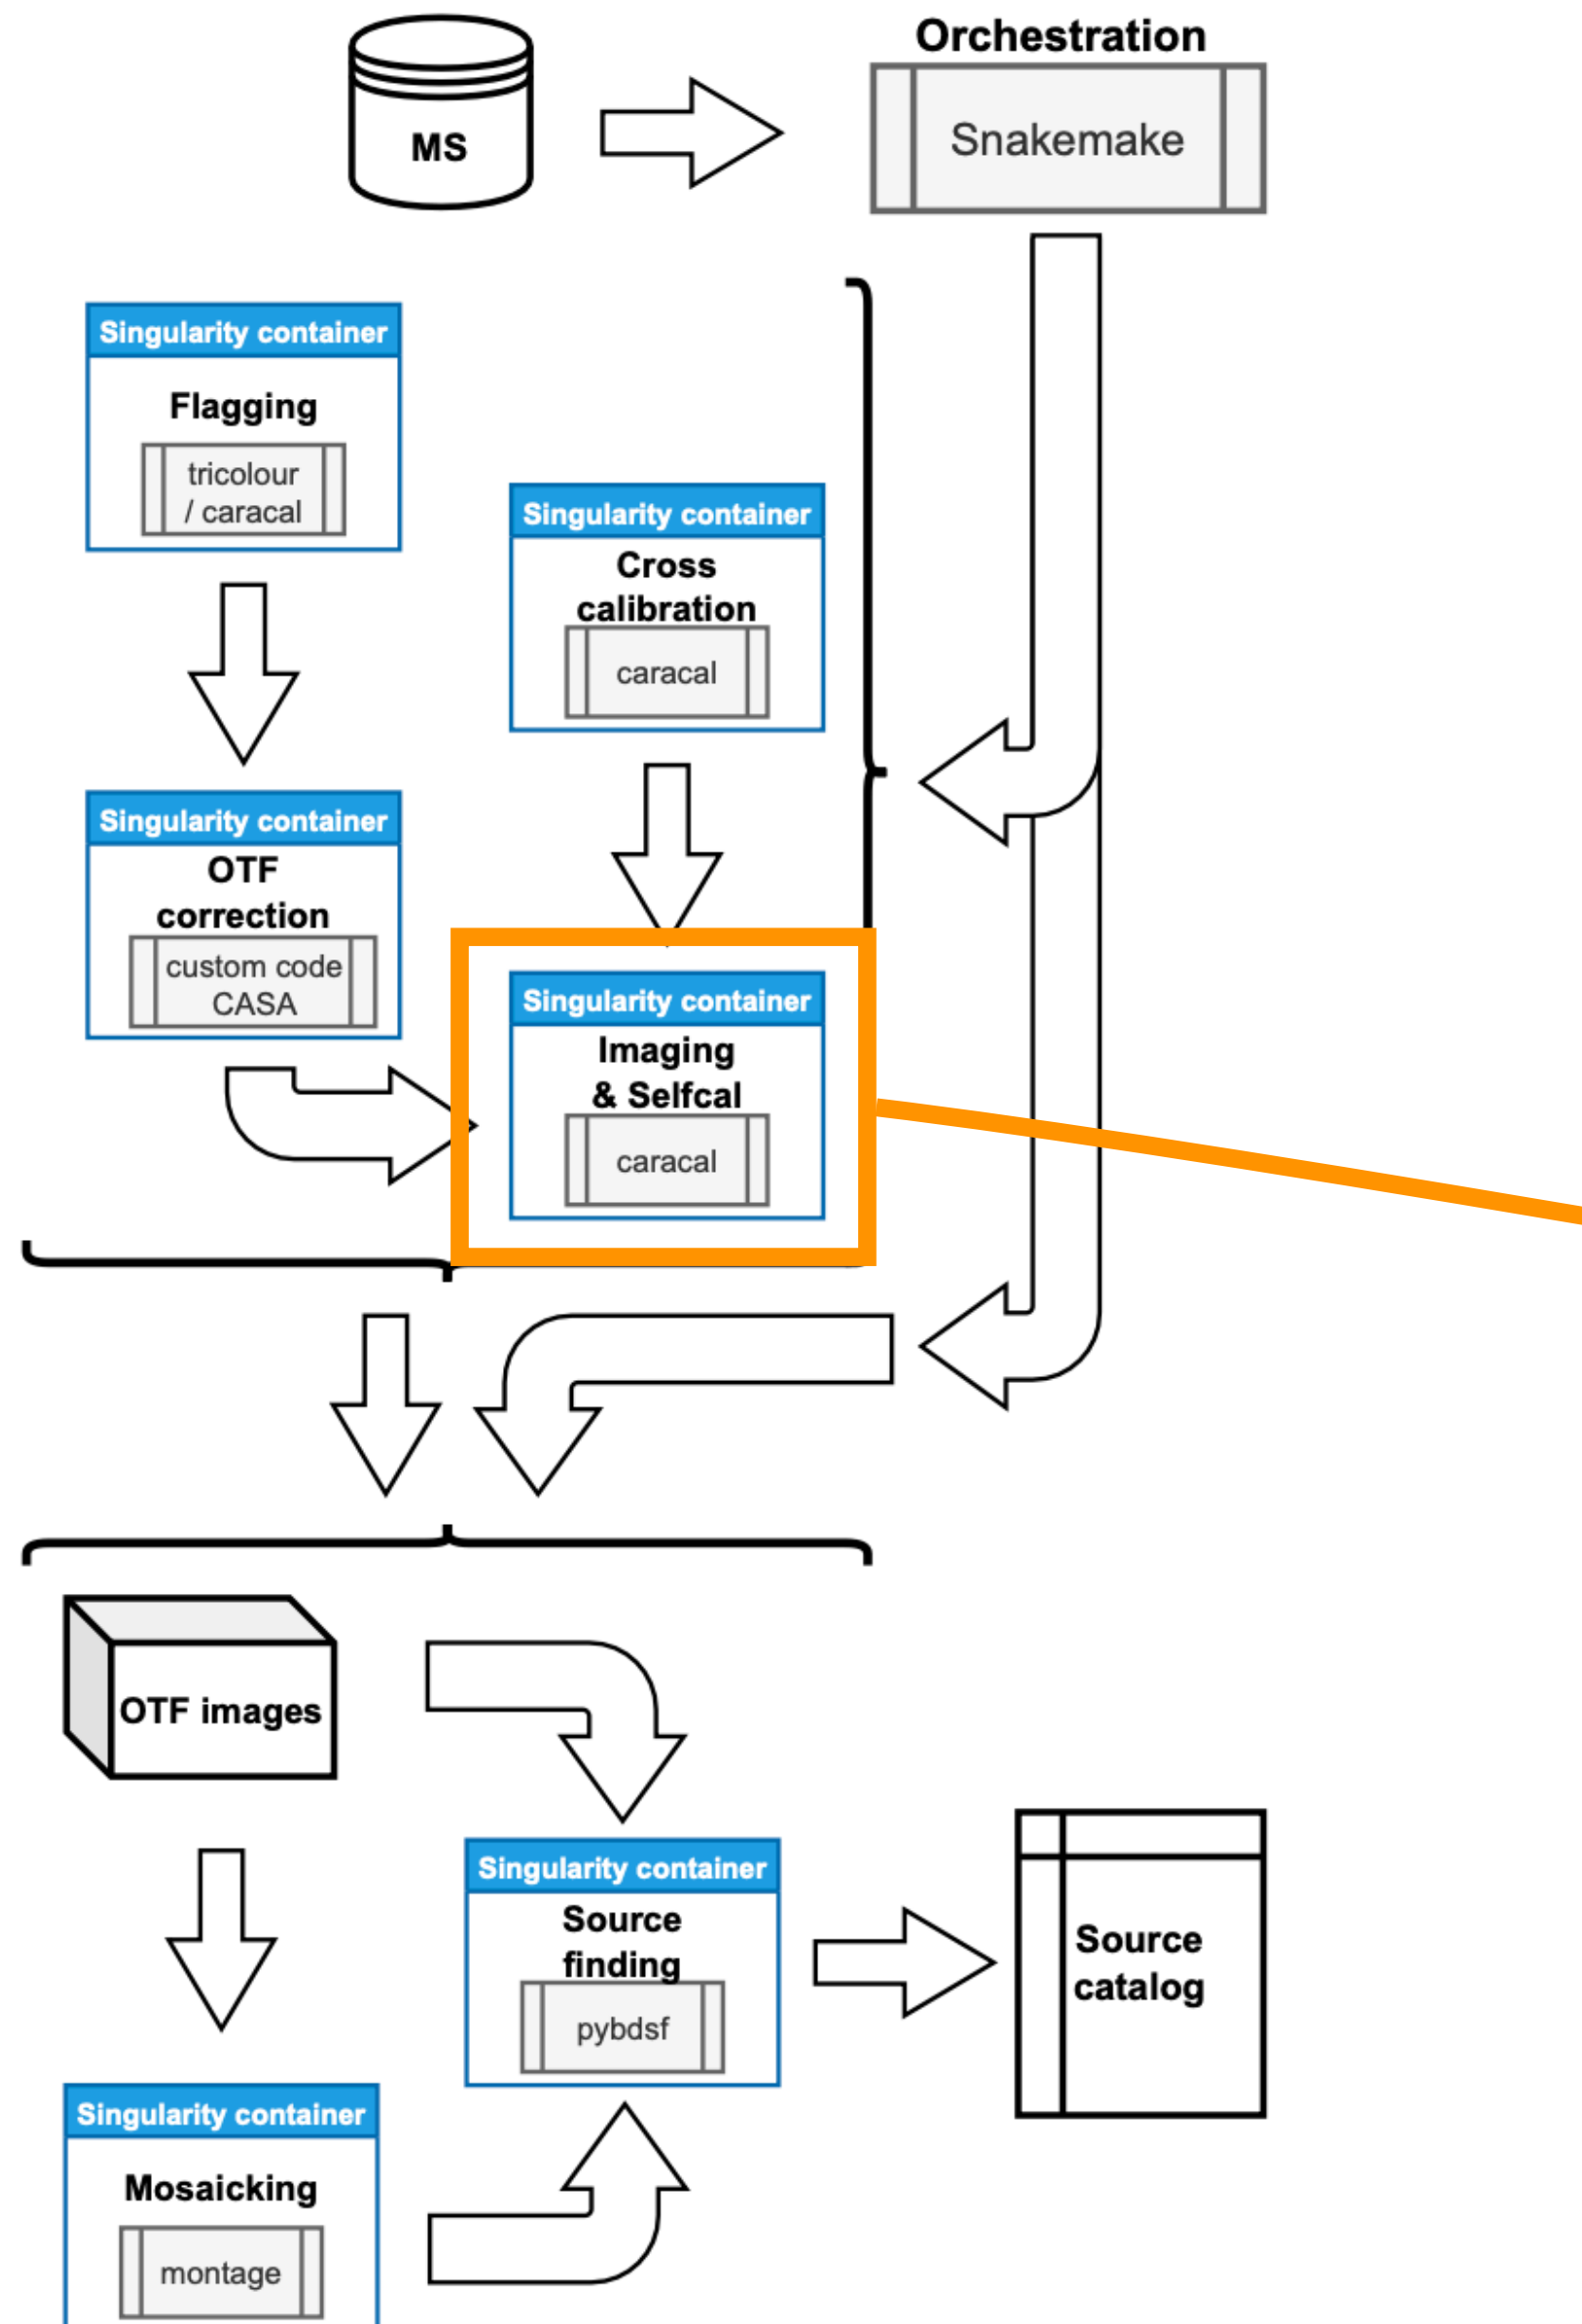 Orchestration
MS
Snakemake
Singularity container
Flagging
tricolour
/ caracal
Singularity container
Cross
calibration
caracal
Singularity container
OTF
correction
custom code
CASA
Singularity container
Imaging
& Selfcal
caracal
OTF images
Singularity container
Source
finding
pybdsf
Source
catalog
Singularity container
Mosaicking
montage